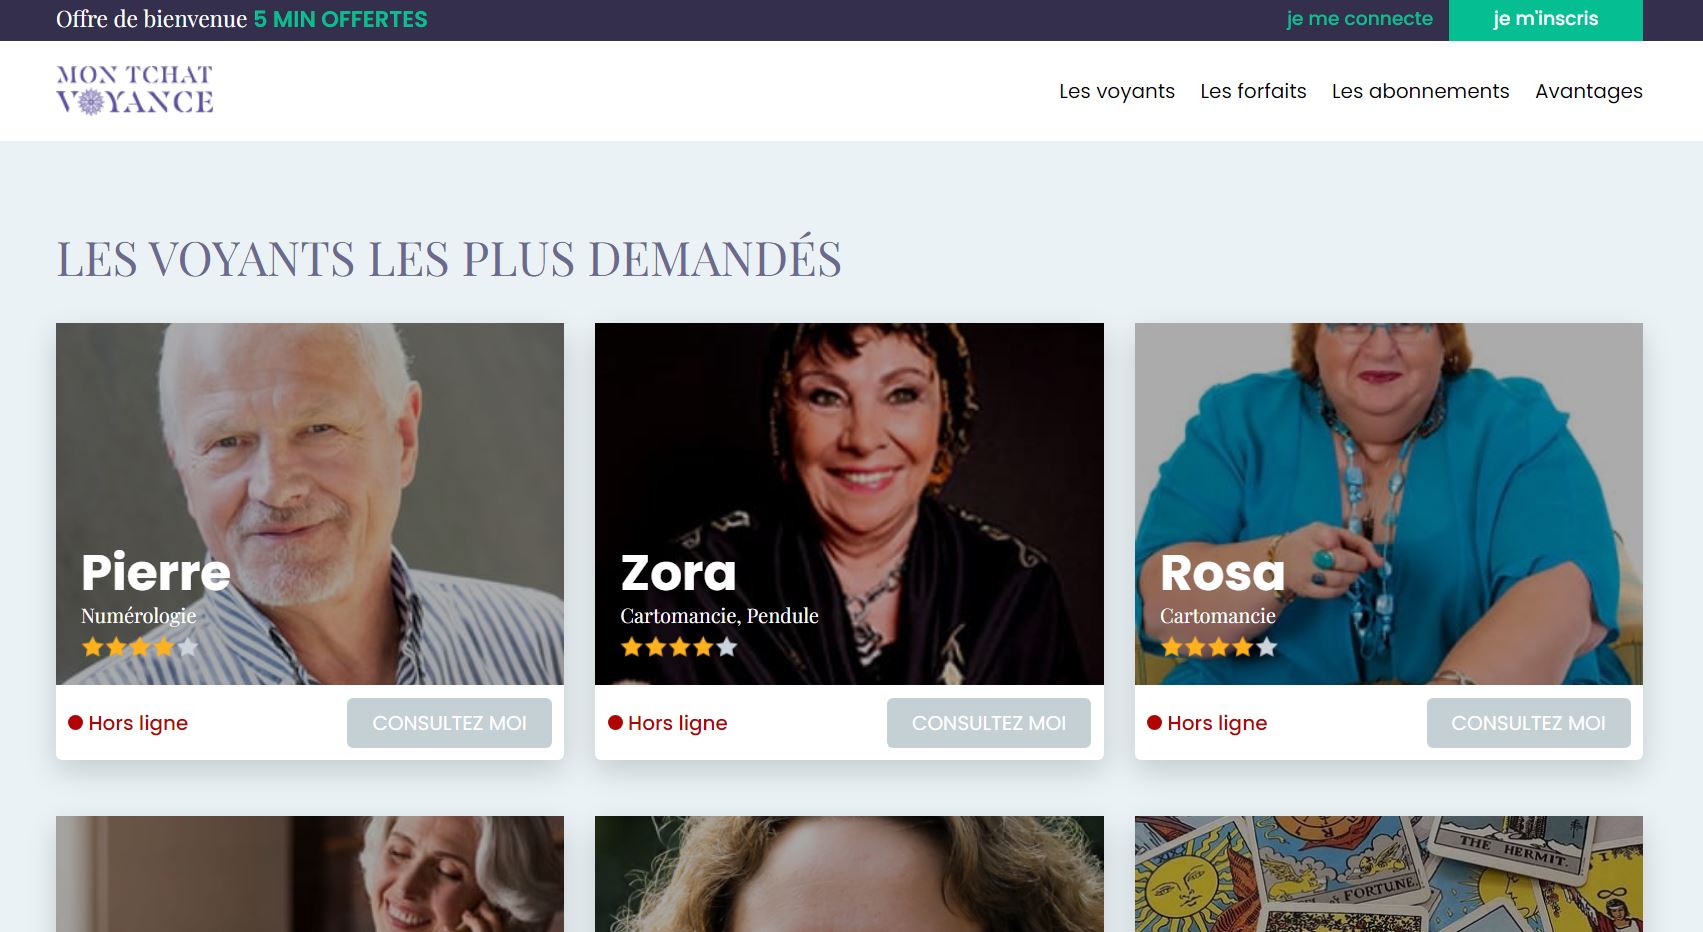 Offre de bienvenue 5 MIN OFFERTES
je me connecte
je m'inscris
MON TCHAT
VOYANCE
Les voyants
Les forfaits
Les abonnements
Avantages
LES VOYANTS LES PLUS DEMANDÉS
Pierre
Numérologie
Hors ligne
CONSULTEZ MOI
Zora
Cartomancie, Pendule
Hors ligne
CONSULTEZ MOI
Rosa
Cartomancie
Hors ligne
CONSULTEZ MOI
THE HERMIT.
FORTUNE.